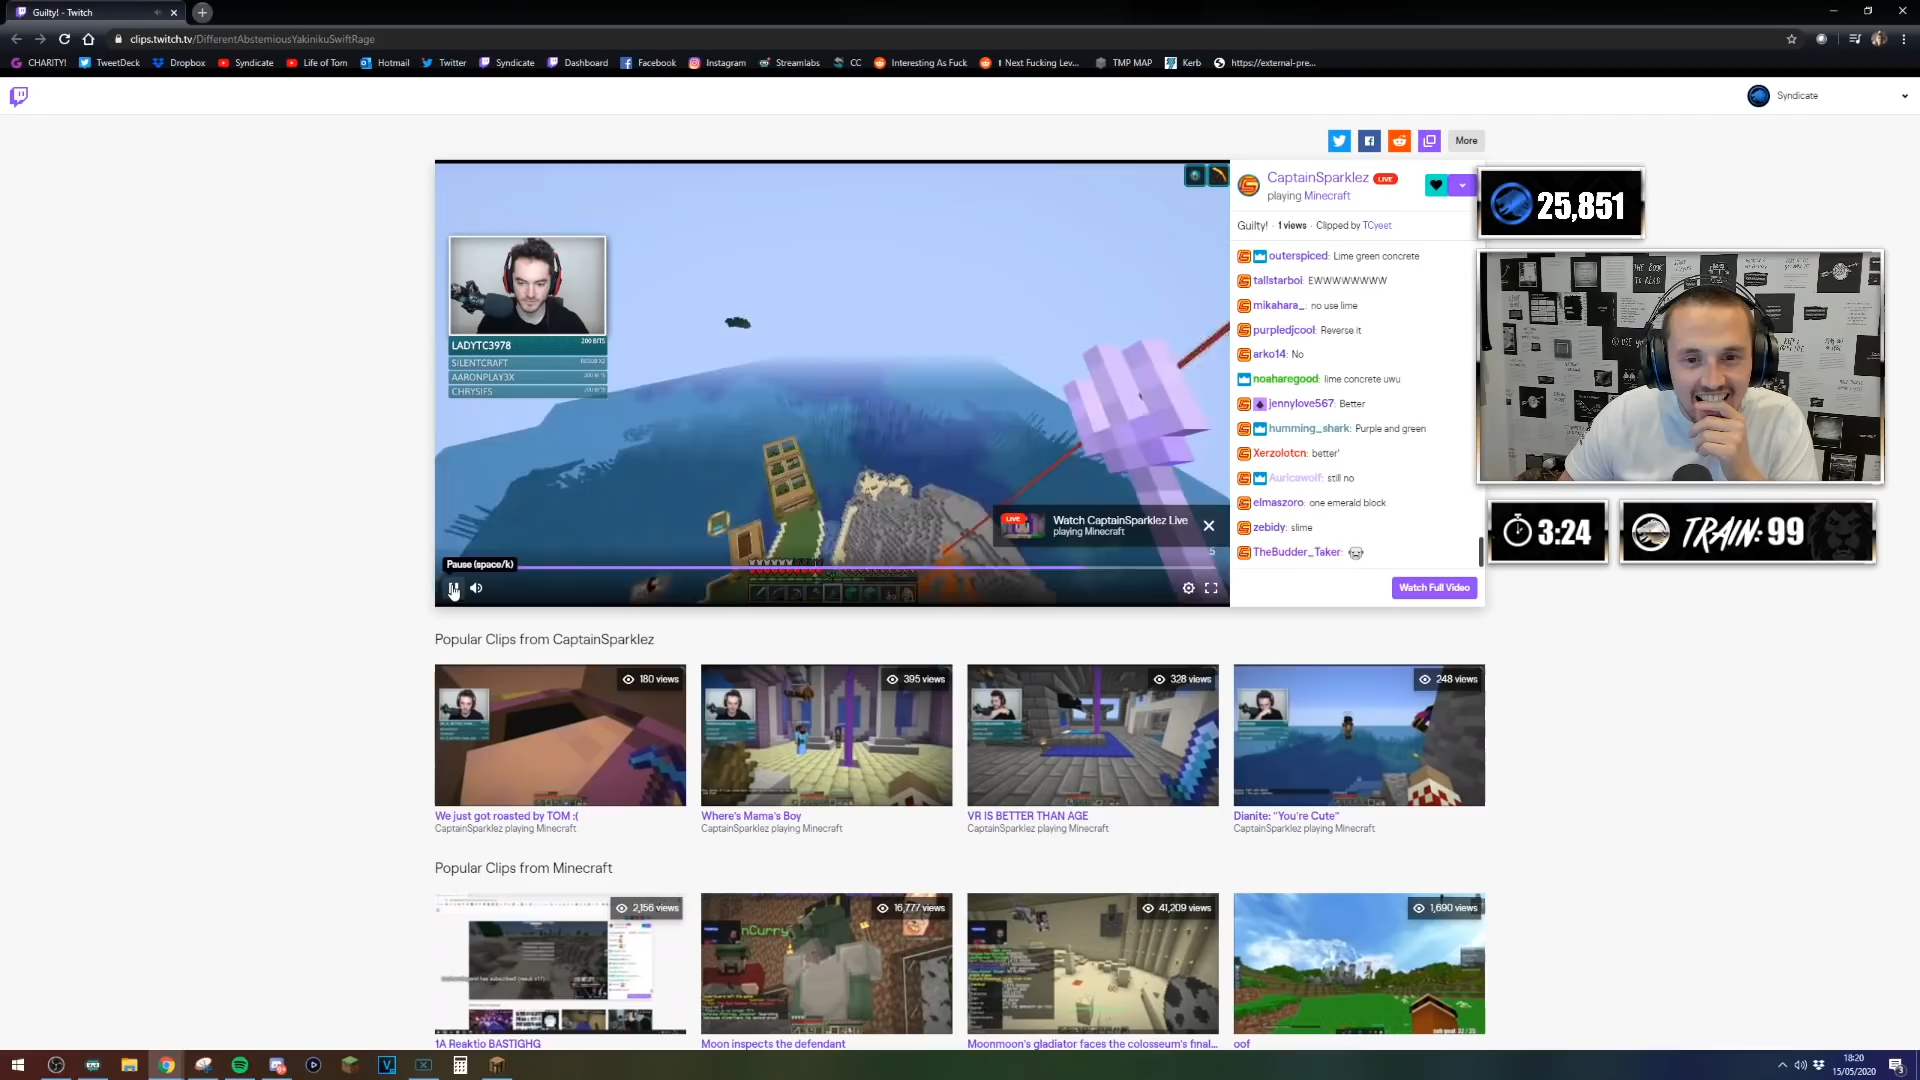 Guilty! - Twitch
clips.twitch.tv/DifferentAbstemiousYakinikuSwiftRage
CHARITY!
TweetDeck
Dropbox
Syndicate
Life of Tom
Hotmail
Twitter
Syndicate
Dashboard
Facebook
Instagram
Streamlabs
CC
Interesting As Fuck
1 Next Fucking Lev...
TMP MAP
Kerb
https://external-pre...
Syndicate
More
CaptainSparklez LIVE
playing Minecraft
Guilty! · 1 views · Clipped by TCyeet
LADYTC3978 200 BITS
SILENTCRAFT RESUB X2
AARONPLAY3X
CHRYSIFS
outerspiced: Lime green concrete
tallstarboi: EWWWWWWWW
mikahara_: no use lime
purpledjcool: Reverse it
arko14: No
noaharegood: lime concrete uwu
jennylove567: Better
humming_shark: Purple and green
Xerzolotcn: better'
Auricawolf: still no
elmaszoro: one emerald block
zebidy: slime
TheBudder_Taker:
LIVE
Watch CaptainSparklez Live
playing Minecraft
Pause (space/k)
Watch Full Video
25,851
3:24
TRAIN: 99
Popular Clips from CaptainSparklez
180 views
395 views
328 views
248 views
We just got roasted by TOM :(
CaptainSparklez playing Minecraft
Where's Mama's Boy
CaptainSparklez playing Minecraft
VR IS BETTER THAN AGE
CaptainSparklez playing Minecraft
Dianite: "You're Cute"
CaptainSparklez playing Minecraft
Popular Clips from Minecraft
2,156 views
16,777 views
41,209 views
1,690 views
1A Reaktio BASTIGHG
Moon inspects the defendant
Moonmoon's gladiator faces the colosseum's final...
oof
18:20
15/05/2020